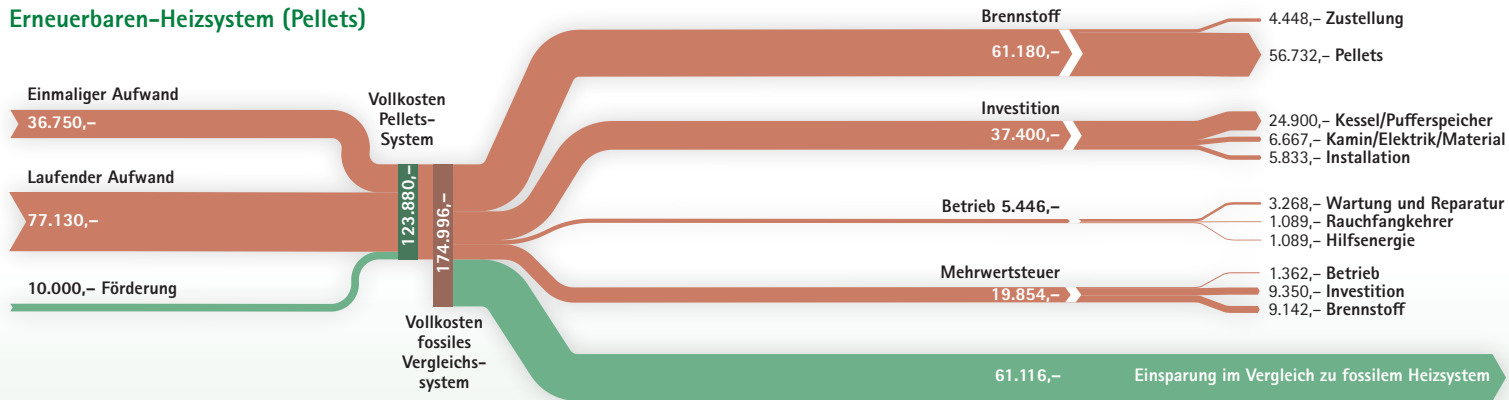 Erneuerbaren-Heizsystem (Pellets)
Einmaliger Aufwand
36.750,–
Laufender Aufwand
77.130,–
10.000,– Förderung
Vollkosten
Pellets-
System
123.880,–
174.996,–
Vollkosten
fossiles
Vergleichs-
system
Brennstoff
61.180,–
4.448,– Zustellung
56.732,– Pellets
Investition
37.400,–
24.900,– Kessel/Pufferspeicher
6.667,– Kamin/Elektrik/Material
5.833,– Installation
Betrieb 5.446,–
3.268,– Wartung und Reparatur
1.089,– Rauchfangkehrer
1.089,– Hilfsenergie
Mehrwertsteuer
19.854,–
1.362,– Betrieb
9.350,– Investition
9.142,– Brennstoff
61.116,– Einsparung im Vergleich zu fossilem Heizsystem